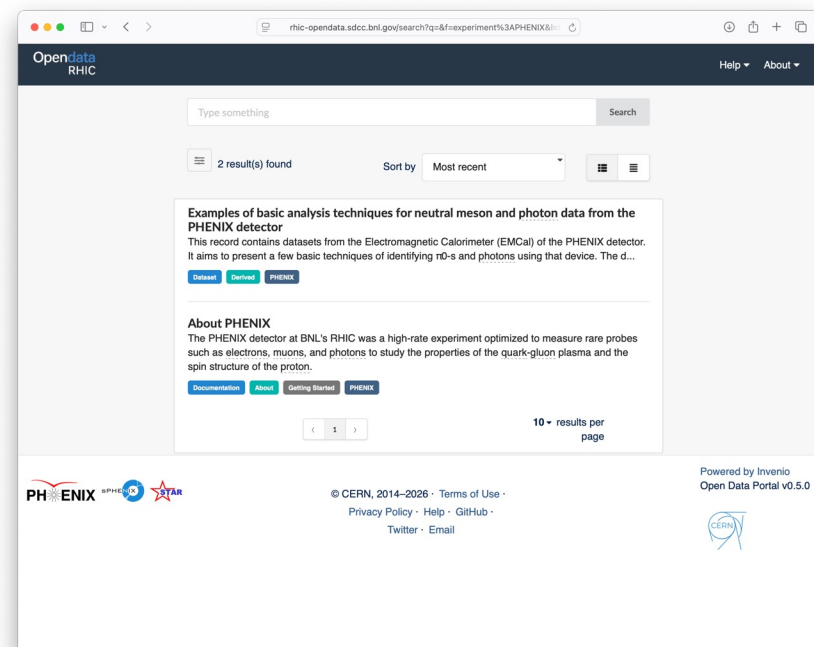 rhic-opendata.sdcc.bnl.gov/search?q=&f=experiment%3APHENIX&l
Opendata
RHIC
Help
About
Type something
Search
2 result(s) found
Sort by
Most recent
Examples of basic analysis techniques for neutral meson and photon data from the
PHENIX detector
This record contains datasets from the Electromagnetic Calorimeter (EMCal) of the PHENIX detector.
It aims to present a few basic techniques of identifying π0-s and photons using that device. The d...
Dataset Derived PHENIX
About PHENIX
The PHENIX detector at BNL's RHIC was a high-rate experiment optimized to measure rare probes
such as electrons, muons, and photons to study the properties of the quark-gluon plasma and the
spin structure of the proton.
Documentation About Getting Started PHENIX
‹ 1 ›
10 results per
page
PHENIX sPHENIX STAR
© CERN, 2014–2026 · Terms of Use ·
Privacy Policy · Help · GitHub ·
Twitter · Email
Powered by Invenio
Open Data Portal v0.5.0
CERN